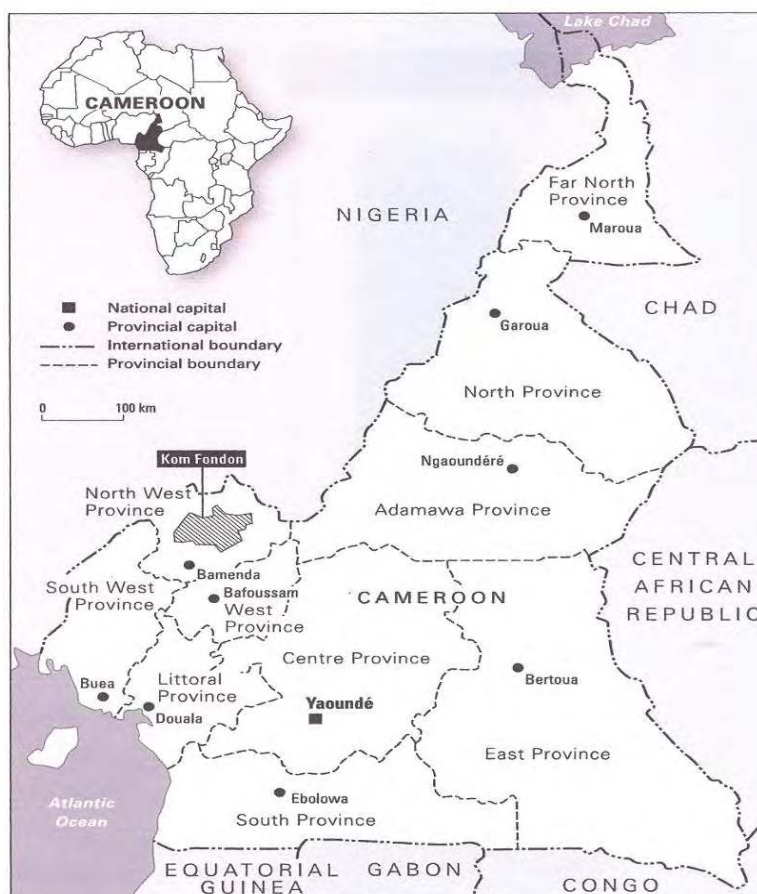 Lake Chad
CAMEROON
NIGERIA
Far North
Province
Maroua
CHAD
National capital
Provincial capital
International boundary
Provincial boundary
0 100 km
Garoua
North Province
Kom Fondon
Ngaoundéré
North West
Province
Adamawa Province
CENTRAL
AFRICAN
REPUBLIC
Bamenda
South West
Province
Bafoussam
West
Province
CAMEROON
Centre Province
Buea
Littoral
Province
Douala
Yaoundé
Bertoua
East Province
Atlantic
Ocean
Ebolowa
South Province
EQUATORIAL
GUINEA
GABON
CONGO